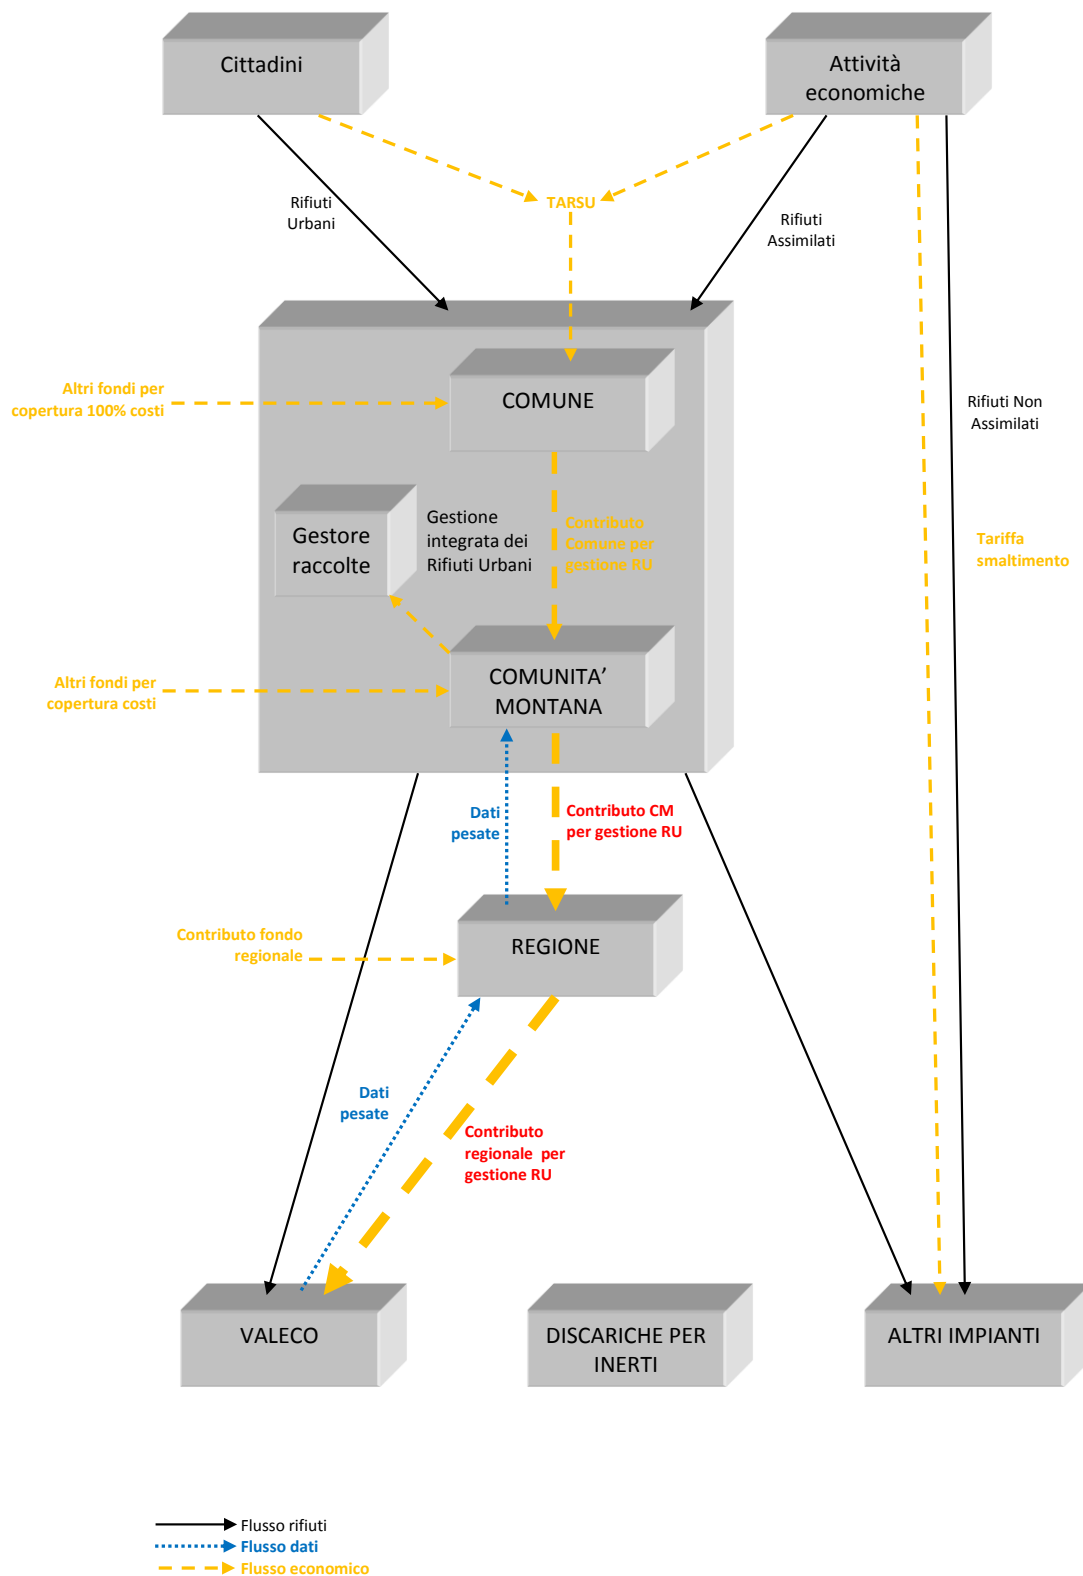 Cittadini
Attività
economiche
TARSU
Rifiuti
Urbani
Rifiuti
Assimilati
Altri fondi per
copertura 100% costi
COMUNE
Rifiuti Non
Assimilati
Gestore
raccolte
Gestione
integrata dei
Rifiuti Urbani
Contributo
Comune per
gestione RU
Tariffa
smaltimento
Altri fondi per
copertura costi
COMUNITA’
MONTANA
Dati
pesate
Contributo CM
per gestione RU
Contributo fondo
regionale
REGIONE
Dati
pesate
Contributo
regionale per
gestione RU
VALECO
DISCARICHE PER
INERTI
ALTRI IMPIANTI
Flusso rifiuti
Flusso dati
Flusso economico